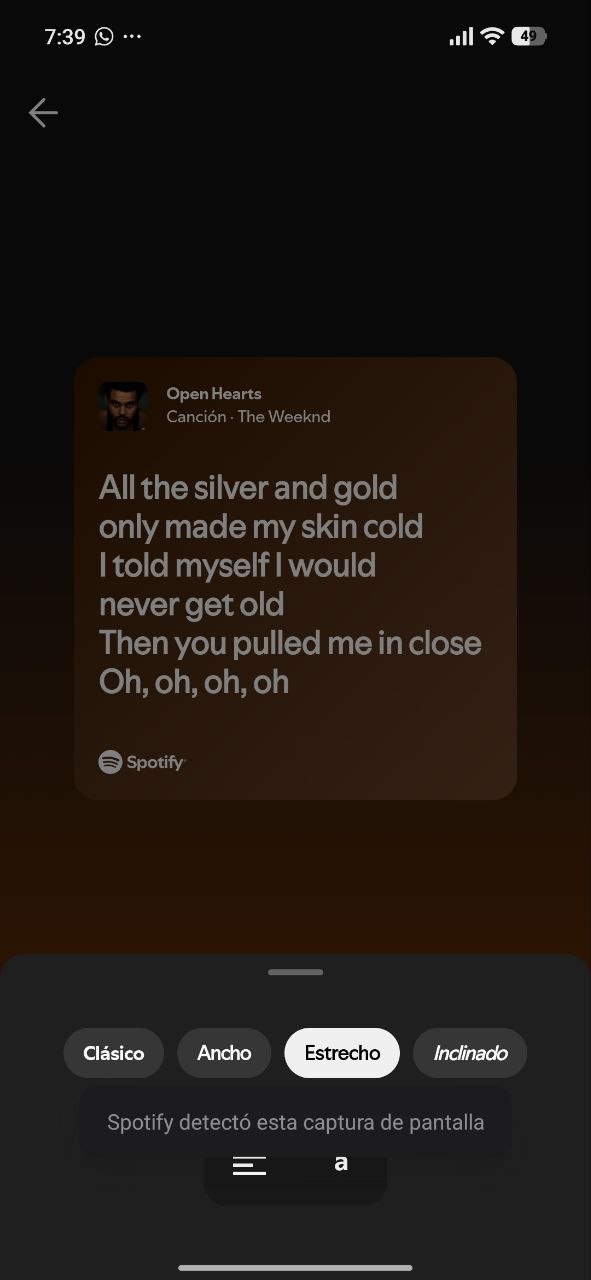 7:39
49
Open Hearts
Canción · The Weeknd
All the silver and gold
only made my skin cold
I told myself I would
never get old
Then you pulled me in close
Oh, oh, oh, oh
Spotify
Clásico Ancho Estrecho Inclinado
Spotify detectó esta captura de pantalla
a